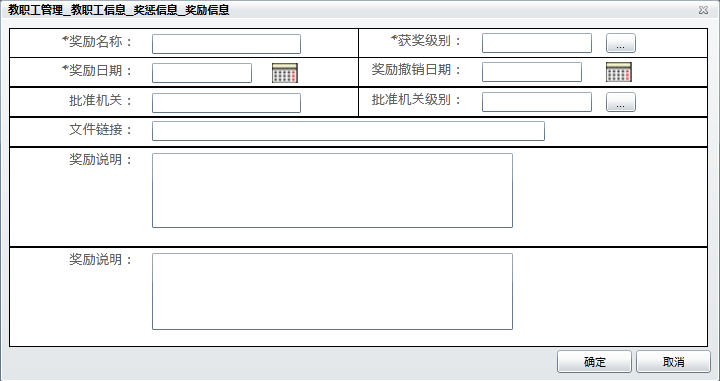 教职工管理_教职工信息_奖惩信息_奖励信息
*奖励名称： *获奖级别： ...
*奖励日期： 奖励撤销日期：
批准机关： 批准机关级别： ...
文件链接：
奖励说明：
奖励说明：
确定 取消